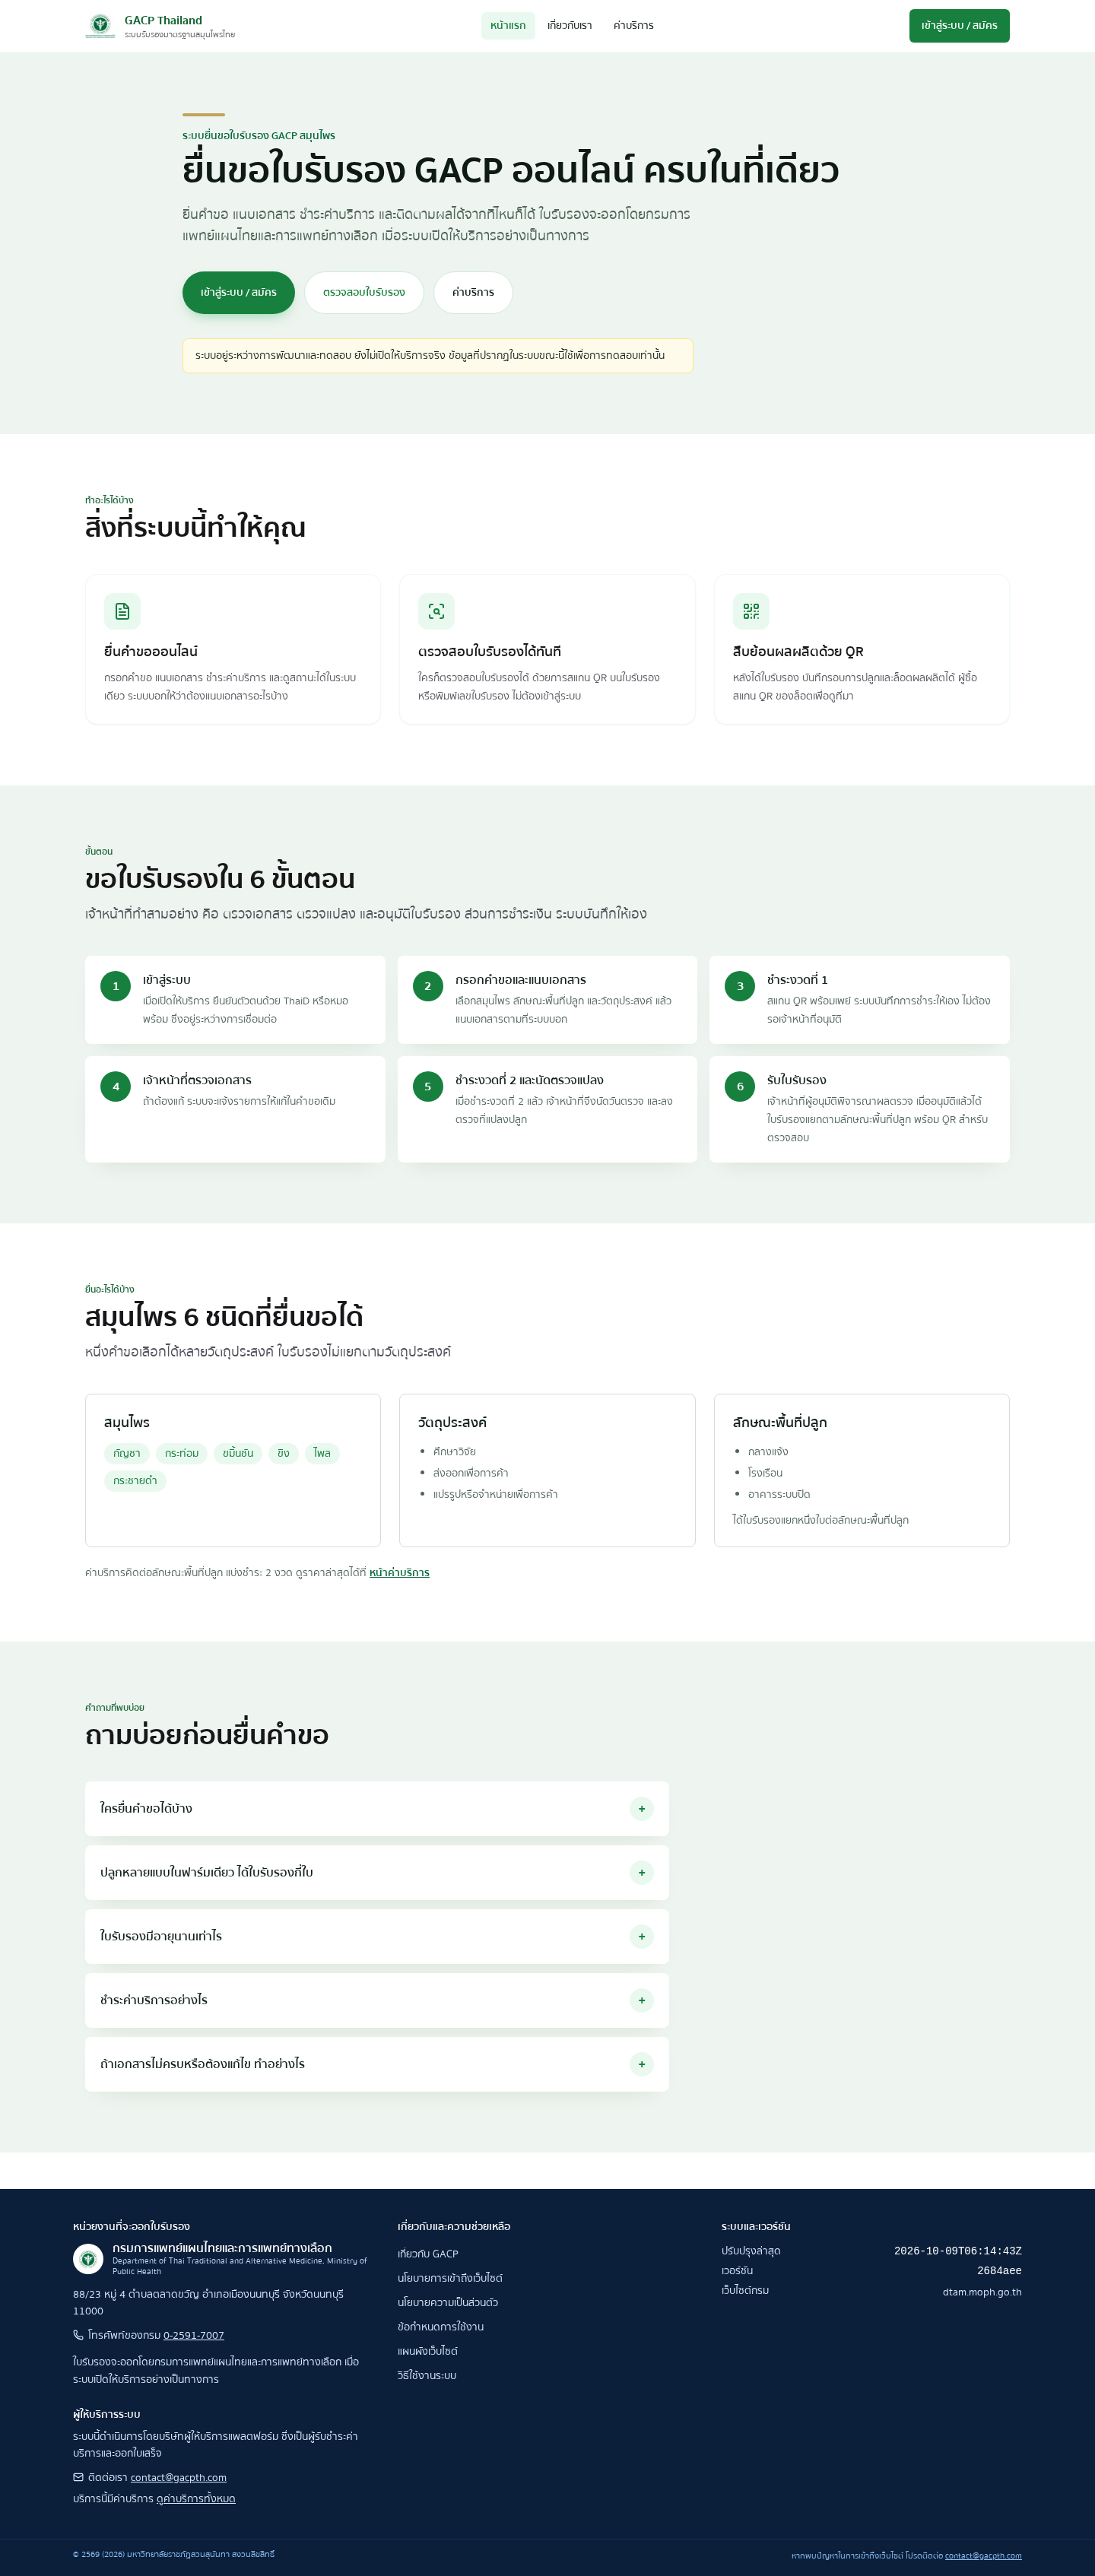 GACP Thailand
ระบบรับรองมาตรฐานสมุนไพรไทย
หน้าแรก
เกี่ยวกับเรา
ค่าบริการ
เข้าสู่ระบบ / สมัคร
ระบบยื่นขอใบรับรอง GACP สมุนไพร
ยื่นขอใบรับรอง GACP ออนไลน์ ครบในที่เดียว
ยื่นคำขอ แนบเอกสาร ชำระค่าบริการ และติดตามผลได้จากที่ไหนก็ได้ ใบรับรองจะออกโดยกรมการ
แพทย์แผนไทยและการแพทย์ทางเลือก เมื่อระบบเปิดให้บริการอย่างเป็นทางการ
เข้าสู่ระบบ / สมัคร
ตรวจสอบใบรับรอง
ค่าบริการ
ระบบอยู่ระหว่างการพัฒนาและทดสอบ ยังไม่เปิดให้บริการจริง ข้อมูลที่ปรากฏในระบบขณะนี้ใช้เพื่อการทดสอบเท่านั้น
ทำอะไรได้บ้าง
สิ่งที่ระบบนี้ทำให้คุณ
ยื่นคำขอออนไลน์
กรอกคำขอ แนบเอกสาร ชำระค่าบริการ และดูสถานะได้ในระบบ
เดียว ระบบบอกให้ว่าต้องแนบเอกสารอะไรบ้าง
ตรวจสอบใบรับรองได้ทันที
ใครก็ตรวจสอบใบรับรองได้ ด้วยการสแกน QR บนใบรับรอง
หรือพิมพ์เลขใบรับรอง ไม่ต้องเข้าสู่ระบบ
สืบย้อนผลผลิตด้วย QR
หลังได้ใบรับรอง บันทึกรอบการปลูกและล็อตผลผลิตได้ ผู้ซื้อ
สแกน QR ของล็อตเพื่อดูที่มา
ขั้นตอน
ขอใบรับรองใน 6 ขั้นตอน
เจ้าหน้าที่ทำสามอย่าง คือ ตรวจเอกสาร ตรวจแปลง และอนุมัติใบรับรอง ส่วนการชำระเงิน ระบบบันทึกให้เอง
1
เข้าสู่ระบบ
เมื่อเปิดให้บริการ ยืนยันตัวตนด้วย ThaiD หรือหมอ
พร้อม ซึ่งอยู่ระหว่างการเชื่อมต่อ
2
กรอกคำขอและแนบเอกสาร
เลือกสมุนไพร ลักษณะพื้นที่ปลูก และวัตถุประสงค์ แล้ว
แนบเอกสารตามที่ระบบบอก
3
ชำระงวดที่ 1
สแกน QR พร้อมเพย์ ระบบบันทึกการชำระให้เอง ไม่ต้อง
รอเจ้าหน้าที่อนุมัติ
4
เจ้าหน้าที่ตรวจเอกสาร
ถ้าต้องแก้ ระบบจะแจ้งรายการให้แก้ในคำขอเดิม
5
ชำระงวดที่ 2 และนัดตรวจแปลง
เมื่อชำระงวดที่ 2 แล้ว เจ้าหน้าที่จึงนัดวันตรวจ และลง
ตรวจที่แปลงปลูก
6
รับใบรับรอง
เจ้าหน้าที่ผู้อนุมัติพิจารณาผลตรวจ เมื่ออนุมัติแล้วได้
ใบรับรองแยกตามลักษณะพื้นที่ปลูก พร้อม QR สำหรับ
ตรวจสอบ
ยื่นอะไรได้บ้าง
สมุนไพร 6 ชนิดที่ยื่นขอได้
หนึ่งคำขอเลือกได้หลายวัตถุประสงค์ ใบรับรองไม่แยกตามวัตถุประสงค์
สมุนไพร
กัญชา
กระท่อม
ขมิ้นชัน
ขิง
ไพล
กระชายดำ
วัตถุประสงค์
ศึกษาวิจัย
ส่งออกเพื่อการค้า
แปรรูปหรือจำหน่ายเพื่อการค้า
ลักษณะพื้นที่ปลูก
กลางแจ้ง
โรงเรือน
อาคารระบบปิด
ได้ใบรับรองแยกหนึ่งใบต่อลักษณะพื้นที่ปลูก
ค่าบริการคิดต่อลักษณะพื้นที่ปลูก แบ่งชำระ 2 งวด ดูราคาล่าสุดได้ที่ หน้าค่าบริการ
คำถามที่พบบ่อย
ถามบ่อยก่อนยื่นคำขอ
ใครยื่นคำขอได้บ้าง
+
ปลูกหลายแบบในฟาร์มเดียว ได้ใบรับรองกี่ใบ
+
ใบรับรองมีอายุนานเท่าไร
+
ชำระค่าบริการอย่างไร
+
ถ้าเอกสารไม่ครบหรือต้องแก้ไข ทำอย่างไร
+
หน่วยงานที่จะออกใบรับรอง
กรมการแพทย์แผนไทยและการแพทย์ทางเลือก
Department of Thai Traditional and Alternative Medicine, Ministry of
Public Health
88/23 หมู่ 4 ตำบลตลาดขวัญ อำเภอเมืองนนทบุรี จังหวัดนนทบุรี
11000
โทรศัพท์ของกรม 0-2591-7007
ใบรับรองจะออกโดยกรมการแพทย์แผนไทยและการแพทย์ทางเลือก เมื่อ
ระบบเปิดให้บริการอย่างเป็นทางการ
ผู้ให้บริการระบบ
ระบบนี้ดำเนินการโดยบริษัทผู้ให้บริการแพลตฟอร์ม ซึ่งเป็นผู้รับชำระค่า
บริการและออกใบเสร็จ
ติดต่อเรา contact@gacpth.com
บริการนี้มีค่าบริการ ดูค่าบริการทั้งหมด
เกี่ยวกับและความช่วยเหลือ
เกี่ยวกับ GACP
นโยบายการเข้าถึงเว็บไซต์
นโยบายความเป็นส่วนตัว
ข้อกำหนดการใช้งาน
แผนผังเว็บไซต์
วิธีใช้งานระบบ
ระบบและเวอร์ชัน
ปรับปรุงล่าสุด 2026-10-09T06:14:43Z
เวอร์ชัน 2684aee
เว็บไซต์กรม dtam.moph.go.th
© 2569 (2026) มหาวิทยาลัยราชภัฏสวนสุนันทา สงวนลิขสิทธิ์
หากพบปัญหาในการเข้าถึงเว็บไซต์ โปรดติดต่อ contact@gacpth.com